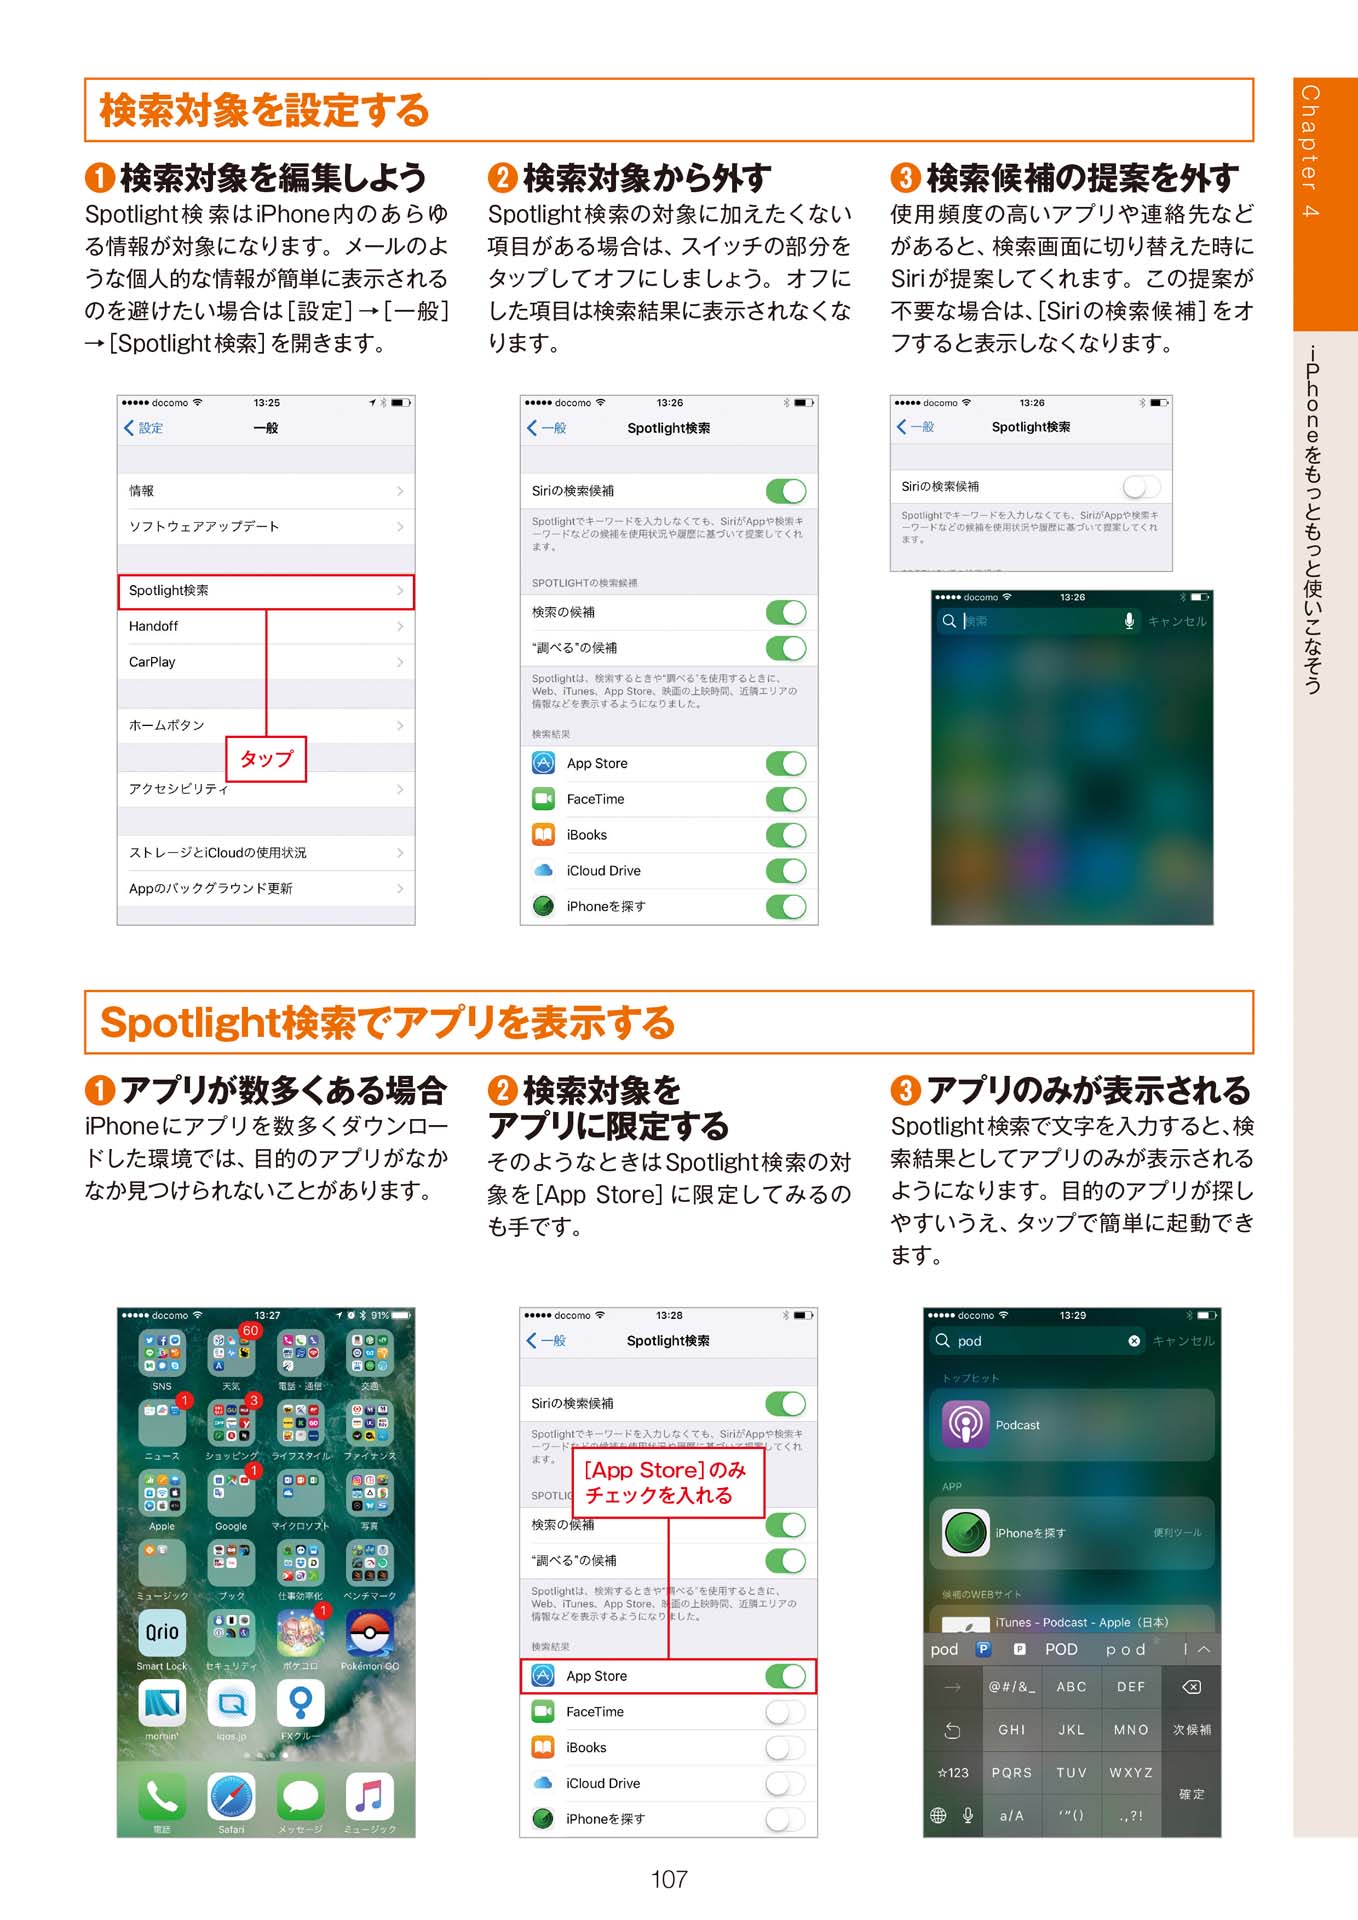 検索対象を設定する
❶検索対象を編集しよう
Spotlight検索はiPhone内のあらゆ
る情報が対象になります。メールのよ
うな個人的な情報が簡単に表示される
のを避けたい場合は[設定]→[一般]
→[Spotlight検索]を開きます。
docomo 13:25
設定 一般
情報
ソフトウェアアップデート
Spotlight検索
Handoff
CarPlay
ホームボタン
タップ
アクセシビリティ
ストレージとiCloudの使用状況
Appのバックグラウンド更新
❷検索対象から外す
Spotlight検索の対象に加えたくない
項目がある場合は、スイッチの部分を
タップしてオフにしましょう。オフに
した項目は検索結果に表示されなくな
ります。
docomo 13:26
一般 Spotlight検索
Siriの検索候補
Spotlightでキーワードを入力しなくても、SiriがAppや検索キ
ーワードなどの候補を使用状況や履歴に基づいて提案してくれ
ます。
SPOTLIGHTの検索候補
検索の候補
“調べる”の候補
Spotlightは、検索するときや“調べる”を使用するときに、
Web、iTunes、App Store、映画の上映時間、近隣エリアの
情報などを表示するようになりました。
検索結果
App Store
FaceTime
iBooks
iCloud Drive
iPhoneを探す
❸検索候補の提案を外す
使用頻度の高いアプリや連絡先など
があると、検索画面に切り替えた時に
Siriが提案してくれます。この提案が
不要な場合は、[Siriの検索候補]をオ
フすると表示しなくなります。
docomo 13:26
一般 Spotlight検索
Siriの検索候補
Spotlightでキーワードを入力しなくても、SiriがAppや検索キ
ーワードなどの候補を使用状況や履歴に基づいて提案してくれ
ます。
docomo 13:26
検索 キャンセル
Spotlight検索でアプリを表示する
❶アプリが数多くある場合
iPhoneにアプリを数多くダウンロー
ドした環境では、目的のアプリがなか
なか見つけられないことがあります。
docomo 13:27 91%
60
SNS 天気 電話・通信 交通
1 3
ニュース ショッピング ライフスタイル ファイナンス
1
Apple Google マイクロソフト 写真
ミュージック ブック 仕事効率化 ベンチマーク
1
Qrio
Smart Lock セキュリティ ポケコロ Pokémon GO
mornin' iqos.jp FXクルー
電話 Safari メッセージ ミュージック
❷検索対象を
アプリに限定する
そのようなときはSpotlight検索の対
象を[App Store]に限定してみるの
も手です。
docomo 13:28
一般 Spotlight検索
Siriの検索候補
Spotlightでキーワードを入力しなくても、SiriがAppや検索キ
ます。
[App Store]のみ
チェックを入れる
検索の候補
“調べる”の候補
Spotlightは、検索するときや“調べる”を使用するときに、
Web、iTunes、App Store、映画の上映時間、近隣エリアの
情報などを表示するようになりました。
検索結果
App Store
FaceTime
iBooks
iCloud Drive
iPhoneを探す
❸アプリのみが表示される
Spotlight検索で文字を入力すると、検
索結果としてアプリのみが表示される
ようになります。目的のアプリが探し
やすいうえ、タップで簡単に起動でき
ます。
docomo 13:29
pod キャンセル
トップヒット
Podcast
APP
iPhoneを探す 便利ツール
候補のWEBサイト
iTunes - Podcast - Apple（日本）
pod P P POD ｐｏｄ
→ @#/&_ ABC DEF
GHI JKL MNO 次候補
☆123 PQRS TUV WXYZ
確定
a/A ‘“() .,?!
Chapter 4
iPhoneをもっともっと使いこなそう
107